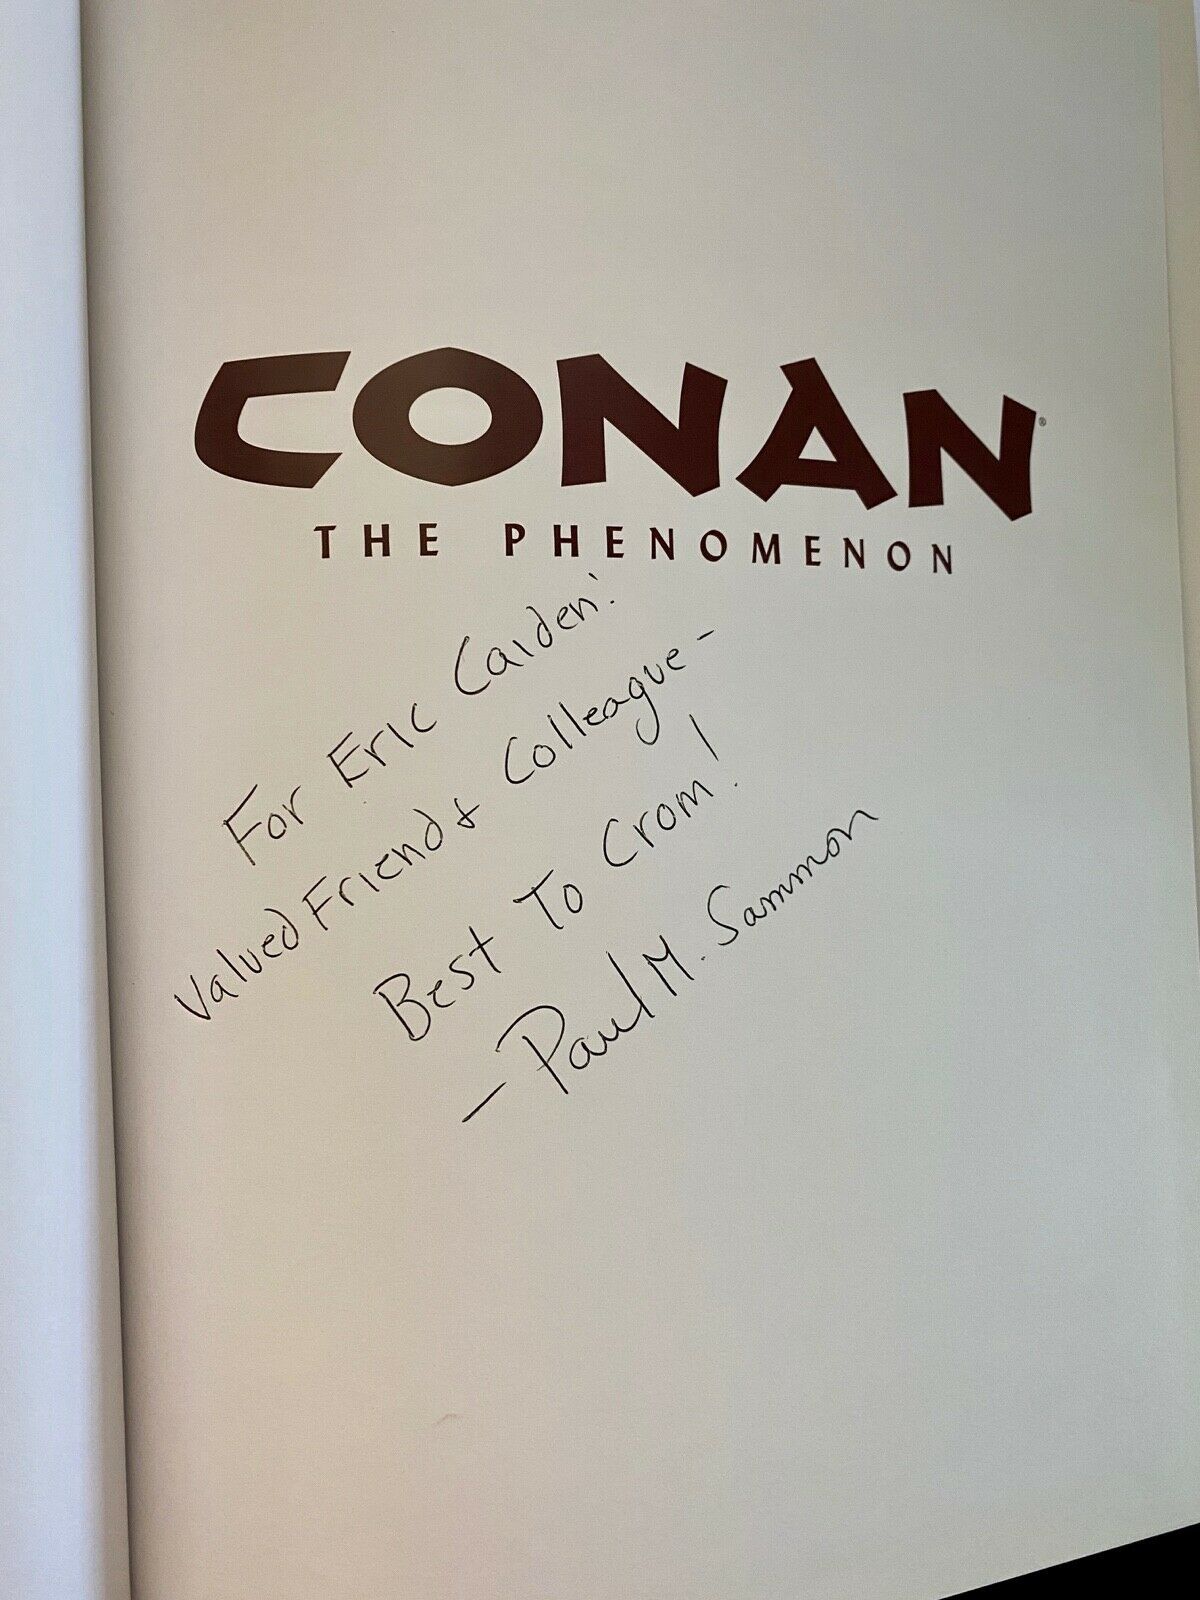 CONAN®
THE PHENOMENON
For Eric Caiden!
Valued Friend & Colleague -
Best To Crom!
- Paul M. Sammon